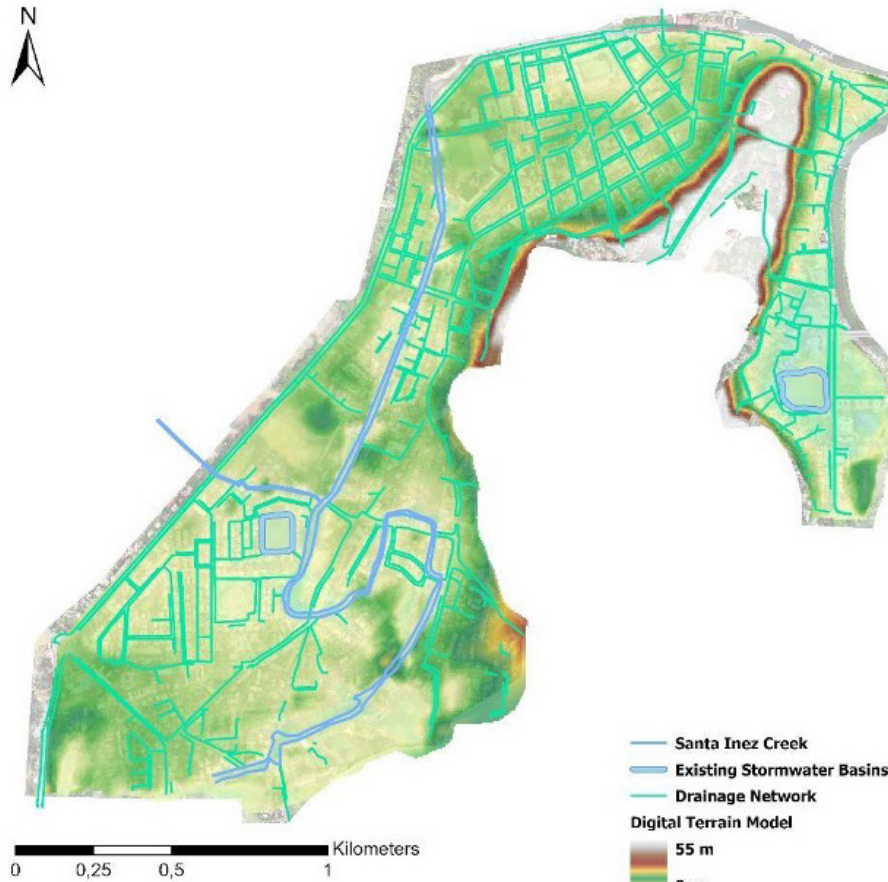 N
Santa Inez Creek
Existing Stormwater Basins
Drainage Network
Digital Terrain Model
55 m
Kilometers
0 0,25 0,5 1